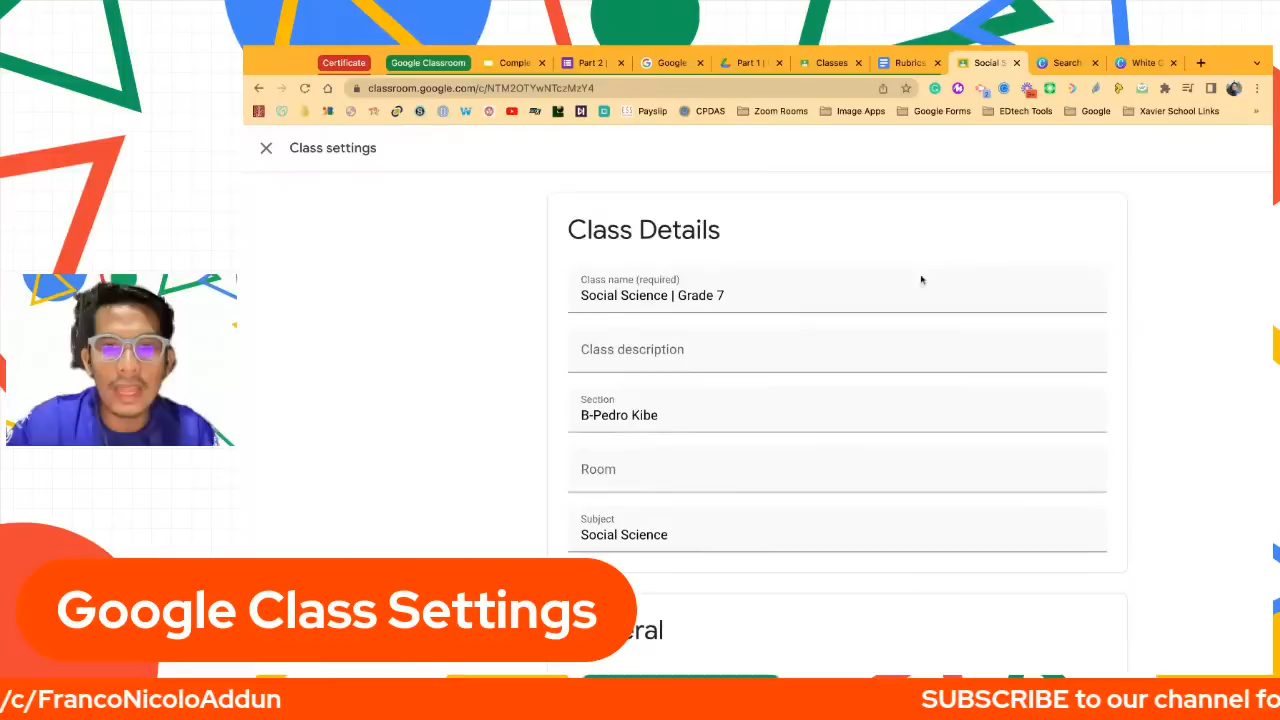 Certificate
Google Classroom
Comple
Part 2 |
Google
Part 1 |
Classes
Rubrics
Social S
Search
White G
classroom.google.com/c/NTM2OTYwNTczMzY4
Payslip
CPDAS
Zoom Rooms
Image Apps
Google Forms
EDtech Tools
Google
Xavier School Links
Class settings
Class Details
Class name (required)
Social Science | Grade 7
Class description
Section
B-Pedro Kibe
Room
Subject
Social Science
eral
Google Class Settings
/c/FrancoNicoloAddun
SUBSCRIBE to our channel fo